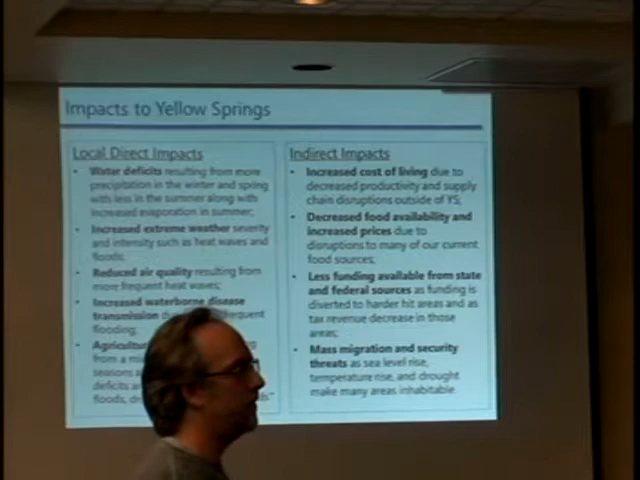 Impacts to Yellow Springs
Local Direct Impacts
• Water deficits resulting from more
precipitation in the winter and spring
with less in the summer along with
increased evaporation in summer;
• Increased extreme weather severity
and intensity such as heat waves and
floods;
• Reduced air quality resulting from
more frequent heat waves;
• Increased waterborne disease
transmission
flooding;
•
from a
seasons
deficits
floods,
Indirect Impacts
• Increased cost of living due to
decreased productivity and supply
chain disruptions outside of YS;
• Decreased food availability and
increased prices due to
disruptions to many of our current
food sources;
• Less funding available from state
and federal sources as funding is
diverted to harder hit areas and as
tax revenue decrease in those
areas;
• Mass migration and security
threats as sea level rise,
temperature rise, and drought
make many areas inhabitable.